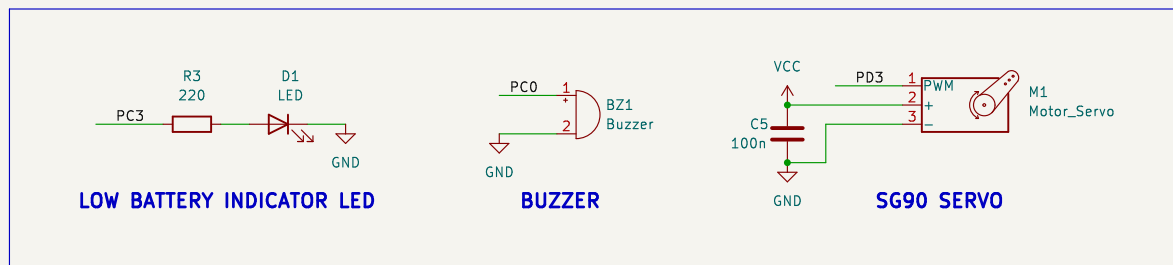 R3
220
PC3
D1
LED
GND
LOW BATTERY INDICATOR LED
PC0
1
+
2
BZ1
Buzzer
GND
BUZZER
VCC
PD3
1
PWM
2
+
3
-
M1
Motor_Servo
C5
100n
GND
SG90 SERVO